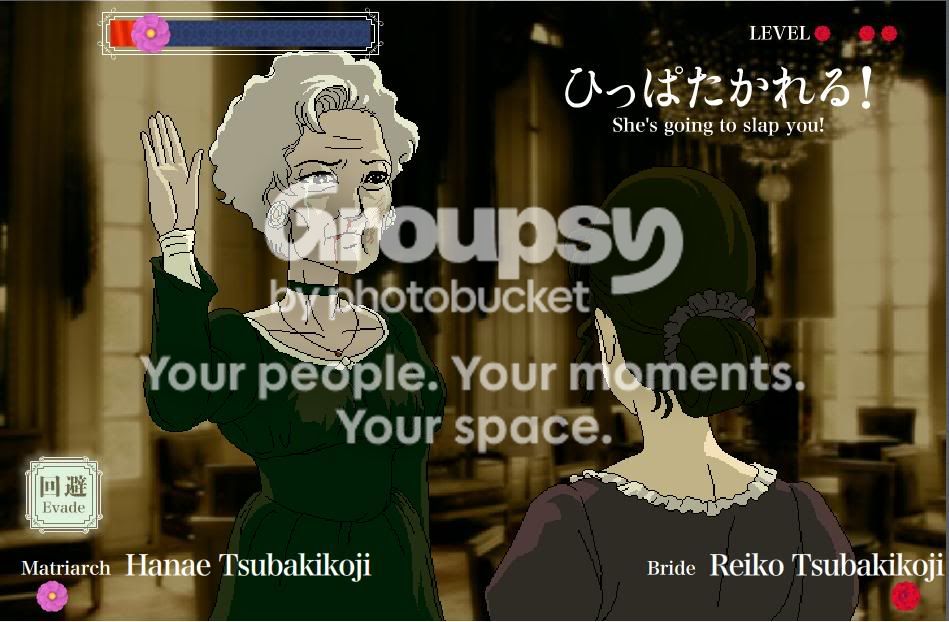 LEVEL
ひっぱたかれる!
She's going to slap you!
Groupsy
by photobucket
Your people. Your moments.
Your space.
回避
Evade
Matriarch Hanae Tsubakikoji
Bride Reiko Tsubakikoji